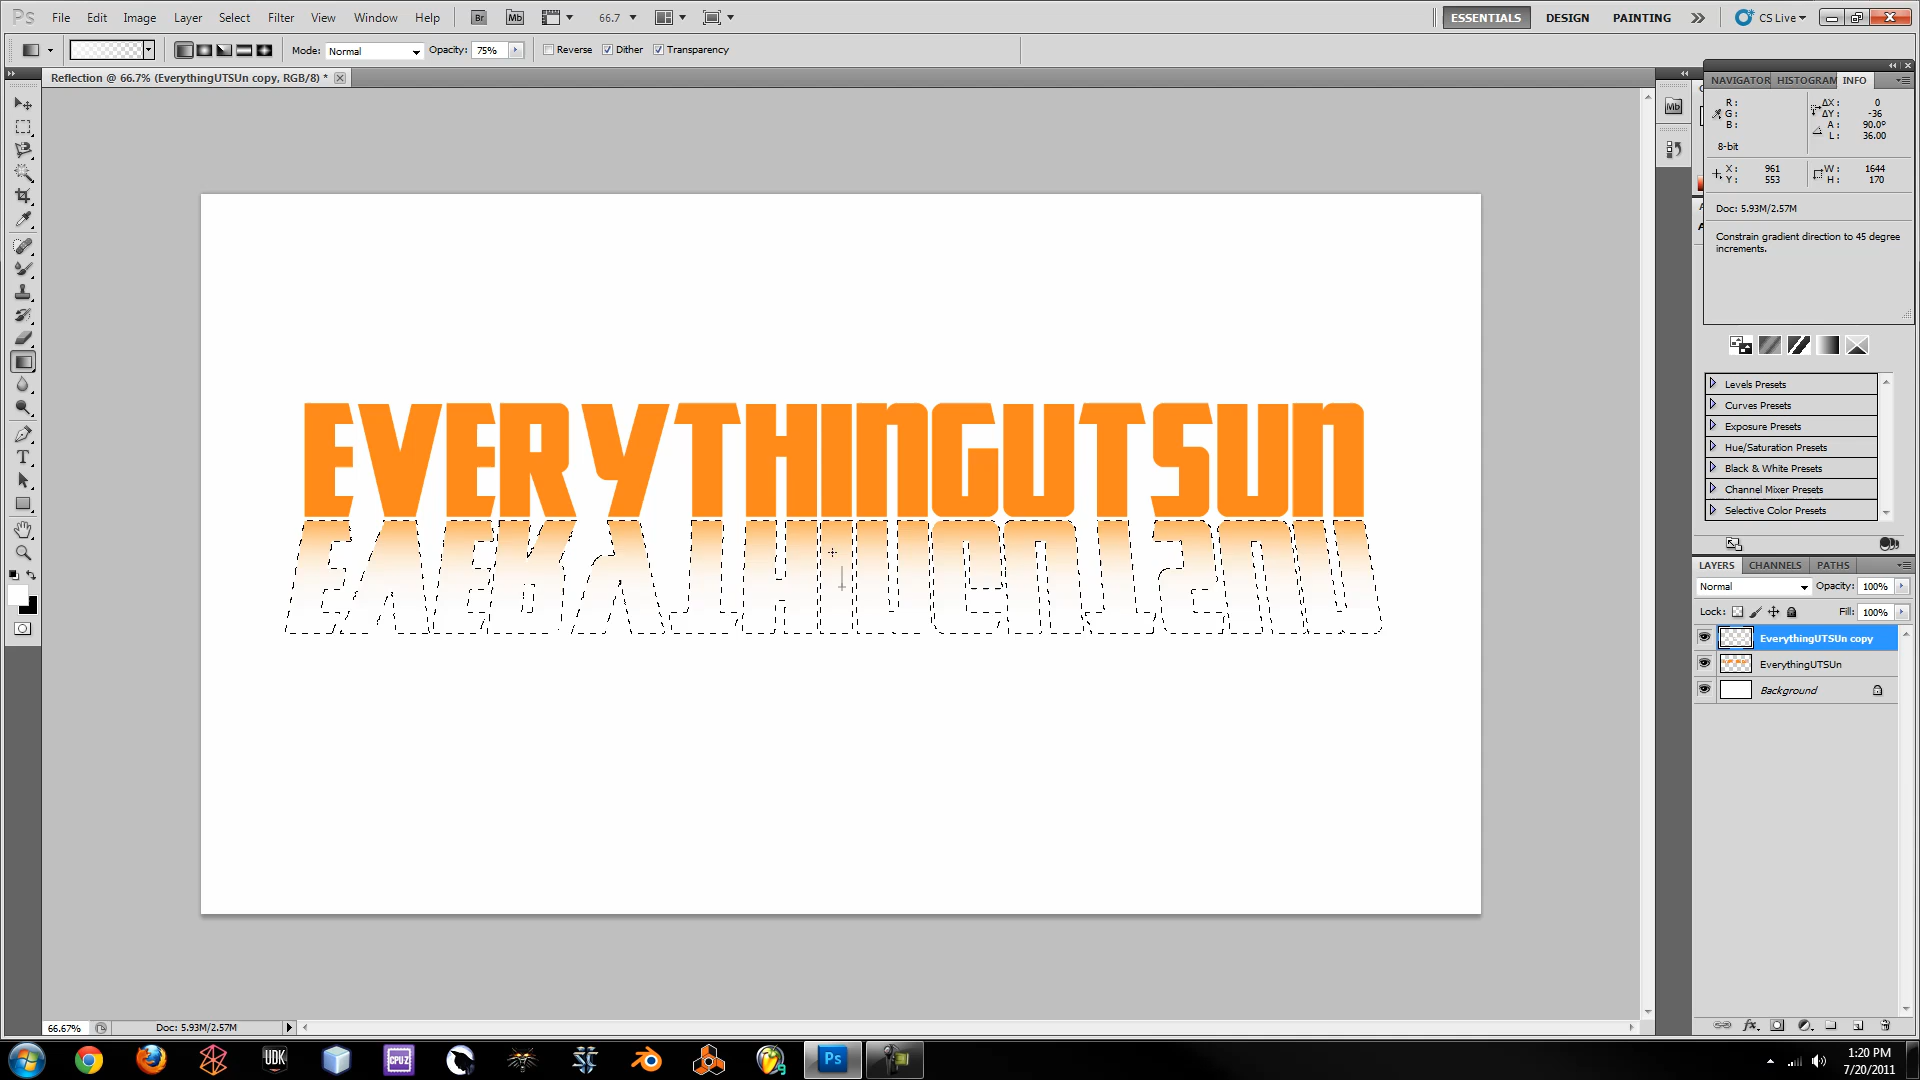 Ps File Edit Image Layer Select Filter View Window Help Br Mb 66.7 ESSENTIALS DESIGN PAINTING CS Live
Mode: Normal Opacity: 75% Reverse Dither Transparency
Reflection @ 66.7% (EverythingUTSUn copy, RGB/8) *
NAVIGATOR HISTOGRAM INFO
R: ΔX: 0
G: ΔY: -36
B: A: 90.0°
L: 36.00
8-bit
X: 961 W: 1644
Y: 553 H: 170
Doc: 5.93M/2.57M
Constrain gradient direction to 45 degree
increments.
Mb
EVERYTHINGUTSUN
EVERYTHINGUTSUN
Levels Presets
Curves Presets
Exposure Presets
Hue/Saturation Presets
Black & White Presets
Channel Mixer Presets
Selective Color Presets
LAYERS CHANNELS PATHS
Normal Opacity: 100%
Lock: Fill: 100%
EverythingUTSUn copy
EverythingUTSUn
Background
66.67% Doc: 5.93M/2.57M
UDK CPU-Z Ps
1:20 PM
7/20/2011